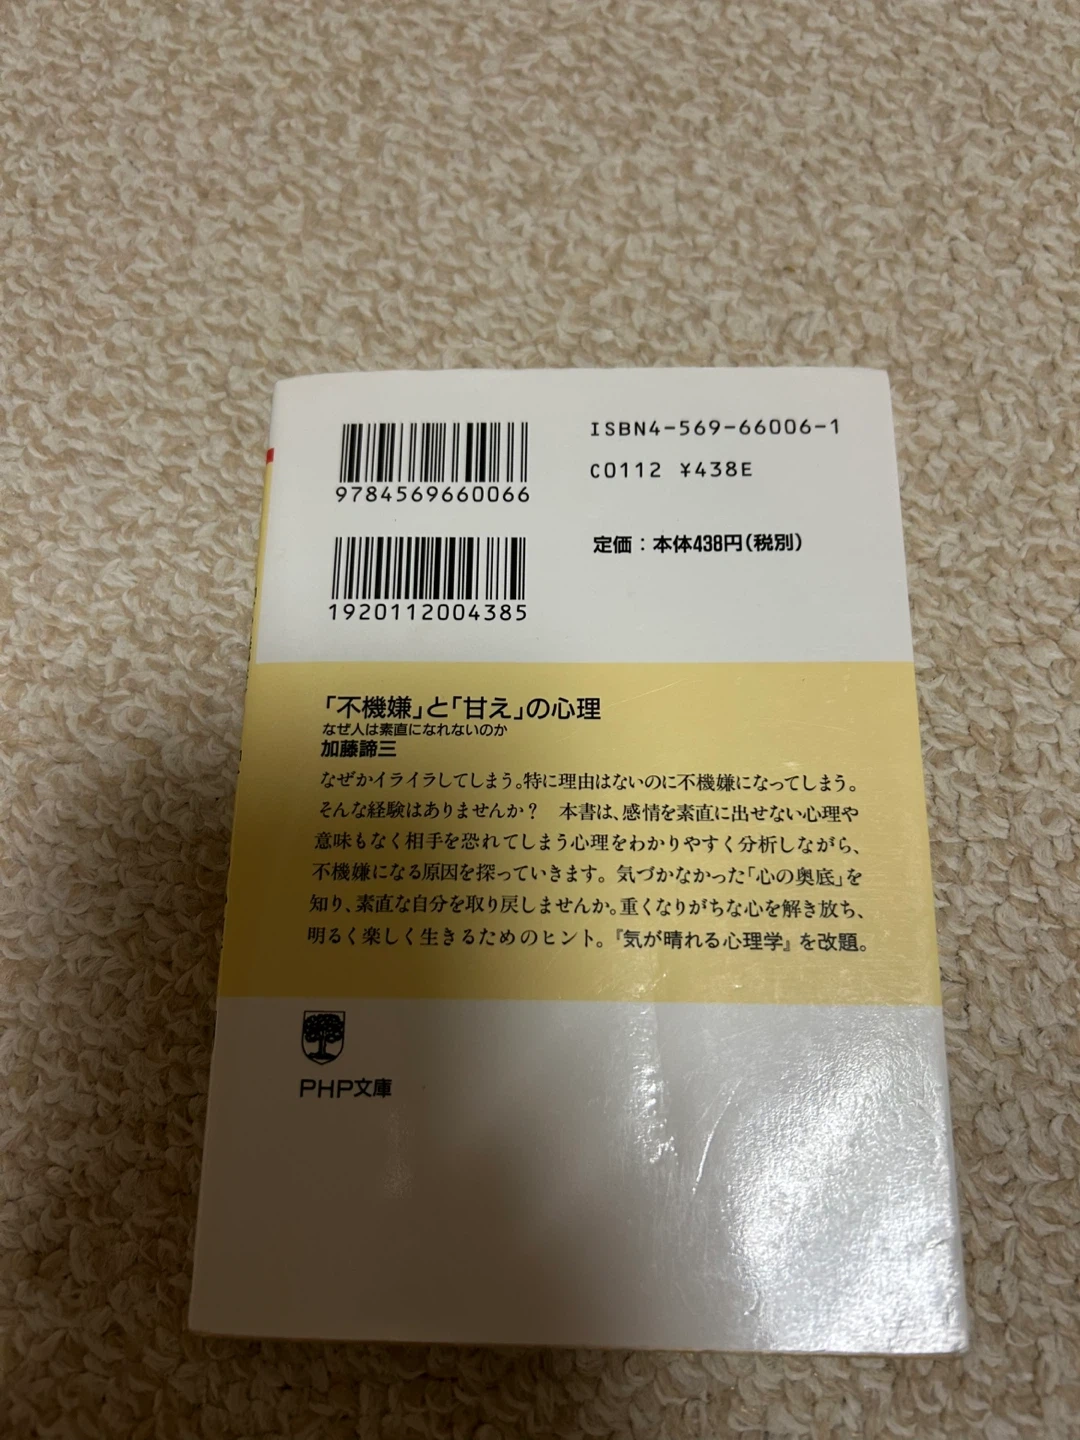 9784569660066
ISBN4-569-66006-1
C0112 ¥438E
1920112004385
定価：本体438円(税別)
「不機嫌」と「甘え」の心理
なぜ人は素直になれないのか
加藤諦三
なぜかイライラしてしまう。特に理由はないのに不機嫌になってしまう。
そんな経験はありませんか？　本書は、感情を素直に出せない心理や
意味もなく相手を恐れてしまう心理をわかりやすく分析しながら、
不機嫌になる原因を探っていきます。気づかなかった「心の奥底」を
知り、素直な自分を取り戻しませんか。重くなりがちな心を解き放ち、
明るく楽しく生きるためのヒント。『気が晴れる心理学』を改題。
PHP文庫